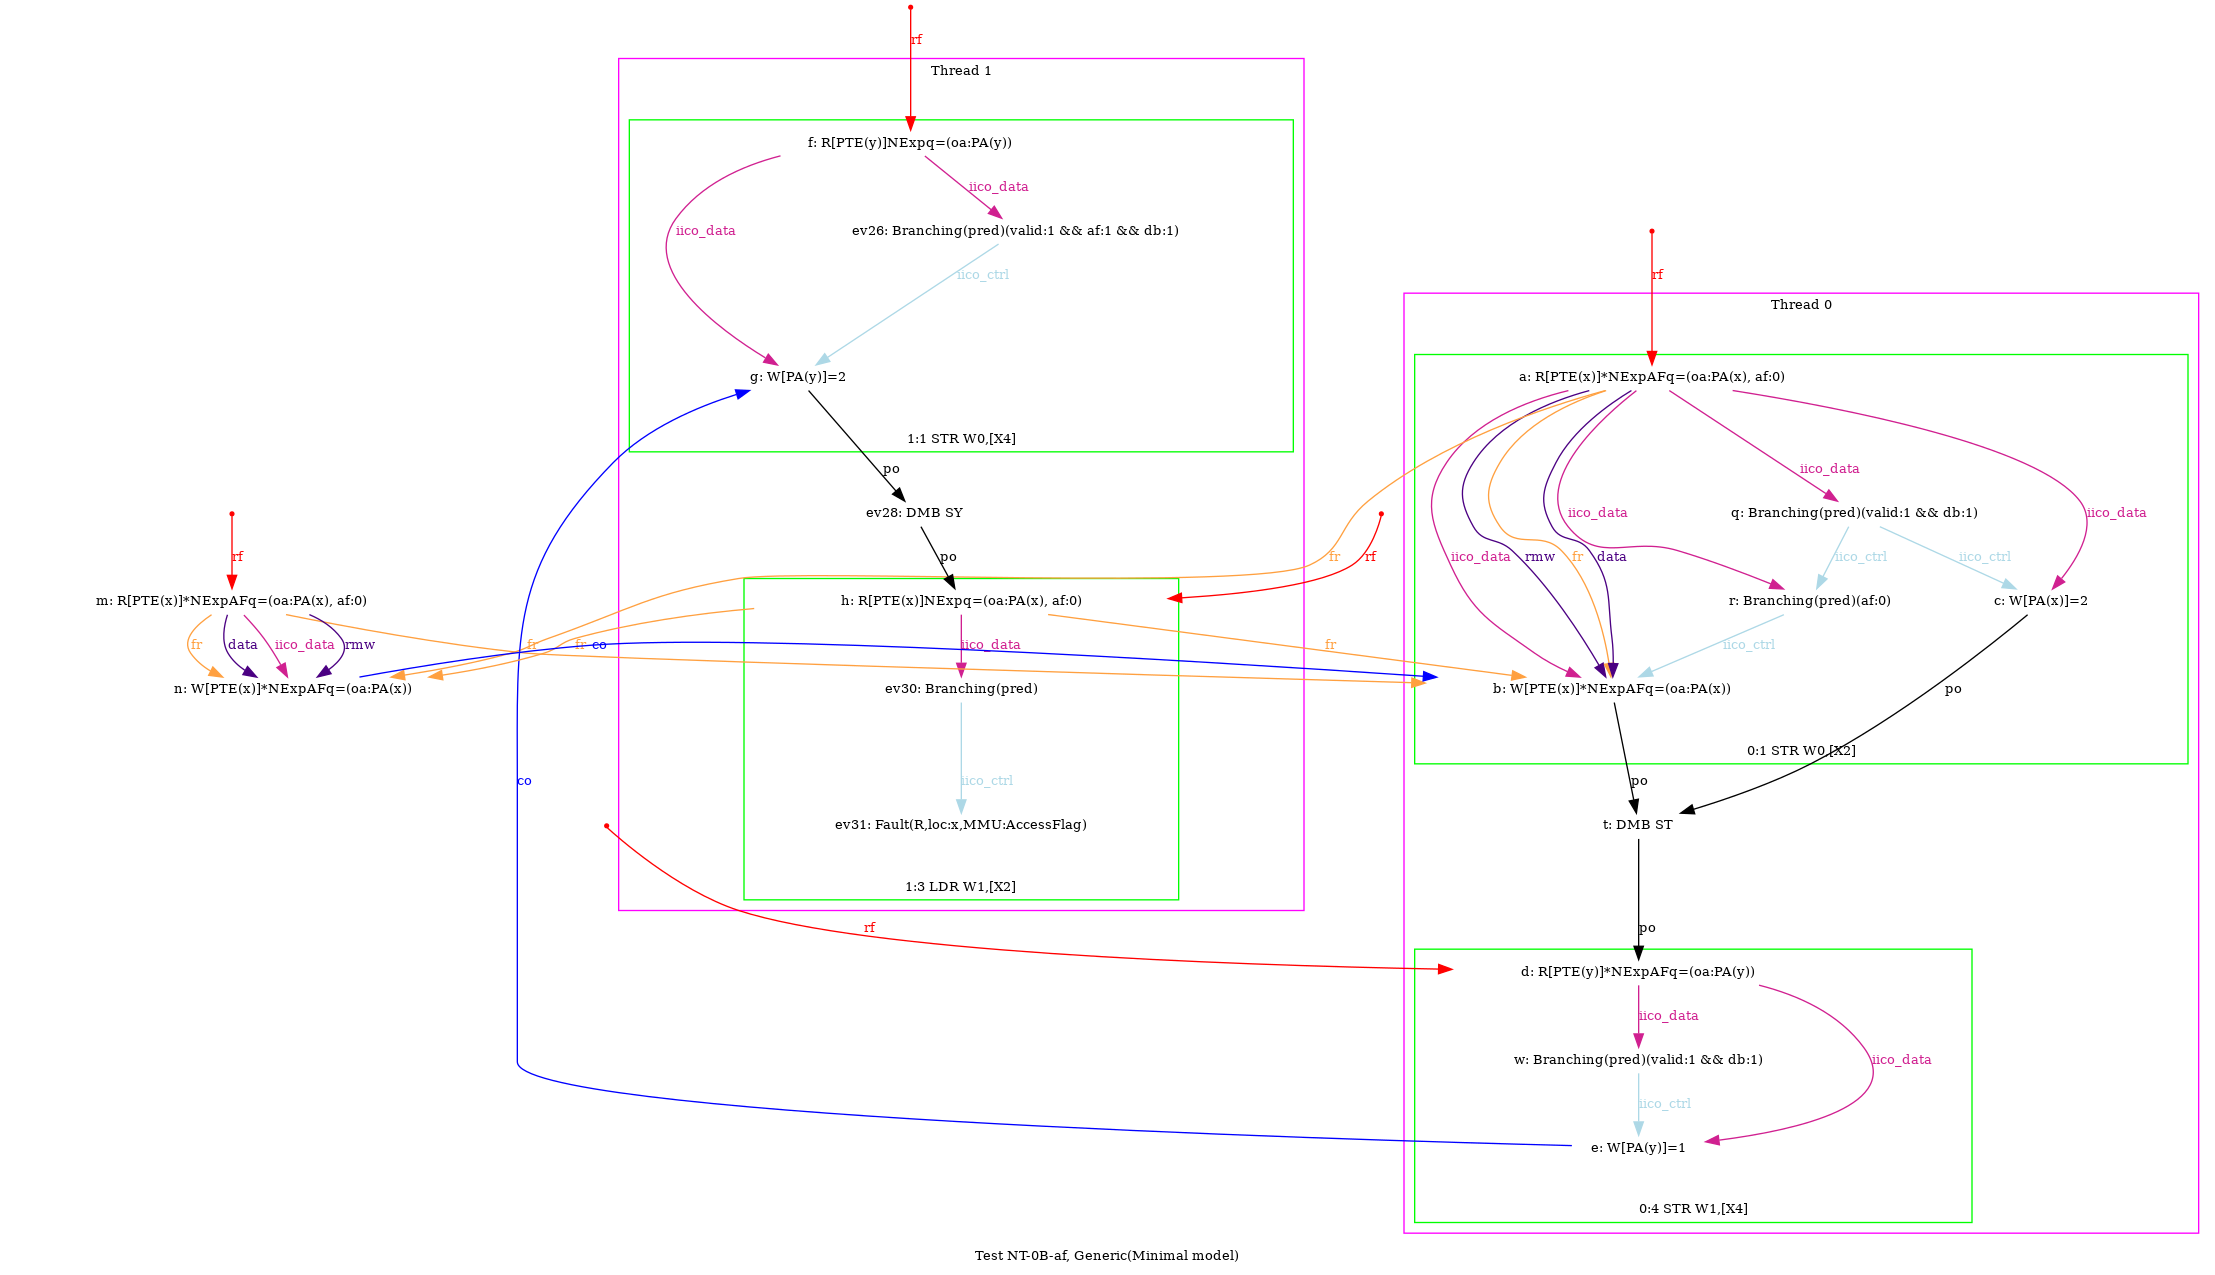 rf
Thread 1
f: R[PTE(y)]NExpq=(oa:PA(y))
iico_data
iico_data
ev26: Branching(pred)(valid:1 && af:1 && db:1)
iico_ctrl
g: W[PA(y)]=2
1:1 STR W0,[X4]
po
ev28: DMB SY
po
h: R[PTE(x)]NExpq=(oa:PA(x), af:0)
iico_data
ev30: Branching(pred)
iico_ctrl
ev31: Fault(R,loc:x,MMU:AccessFlag)
1:3 LDR W1,[X2]
rf
Thread 0
a: R[PTE(x)]*NExpAFq=(oa:PA(x), af:0)
iico_data
q: Branching(pred)(valid:1 && db:1)
iico_data
iico_data
iico_data
rmw
fr
data
iico_ctrl
iico_ctrl
r: Branching(pred)(af:0)
c: W[PA(x)]=2
iico_ctrl
b: W[PTE(x)]*NExpAFq=(oa:PA(x))
po
0:1 STR W0,[X2]
po
t: DMB ST
po
d: R[PTE(y)]*NExpAFq=(oa:PA(y))
iico_data
w: Branching(pred)(valid:1 && db:1)
iico_data
iico_ctrl
e: W[PA(y)]=1
0:4 STR W1,[X4]
rf
m: R[PTE(x)]*NExpAFq=(oa:PA(x), af:0)
fr
data
iico_data
rmw
n: W[PTE(x)]*NExpAFq=(oa:PA(x))
fr
rf
fr
fr
co
fr
co
rf
Test NT-0B-af, Generic(Minimal model)